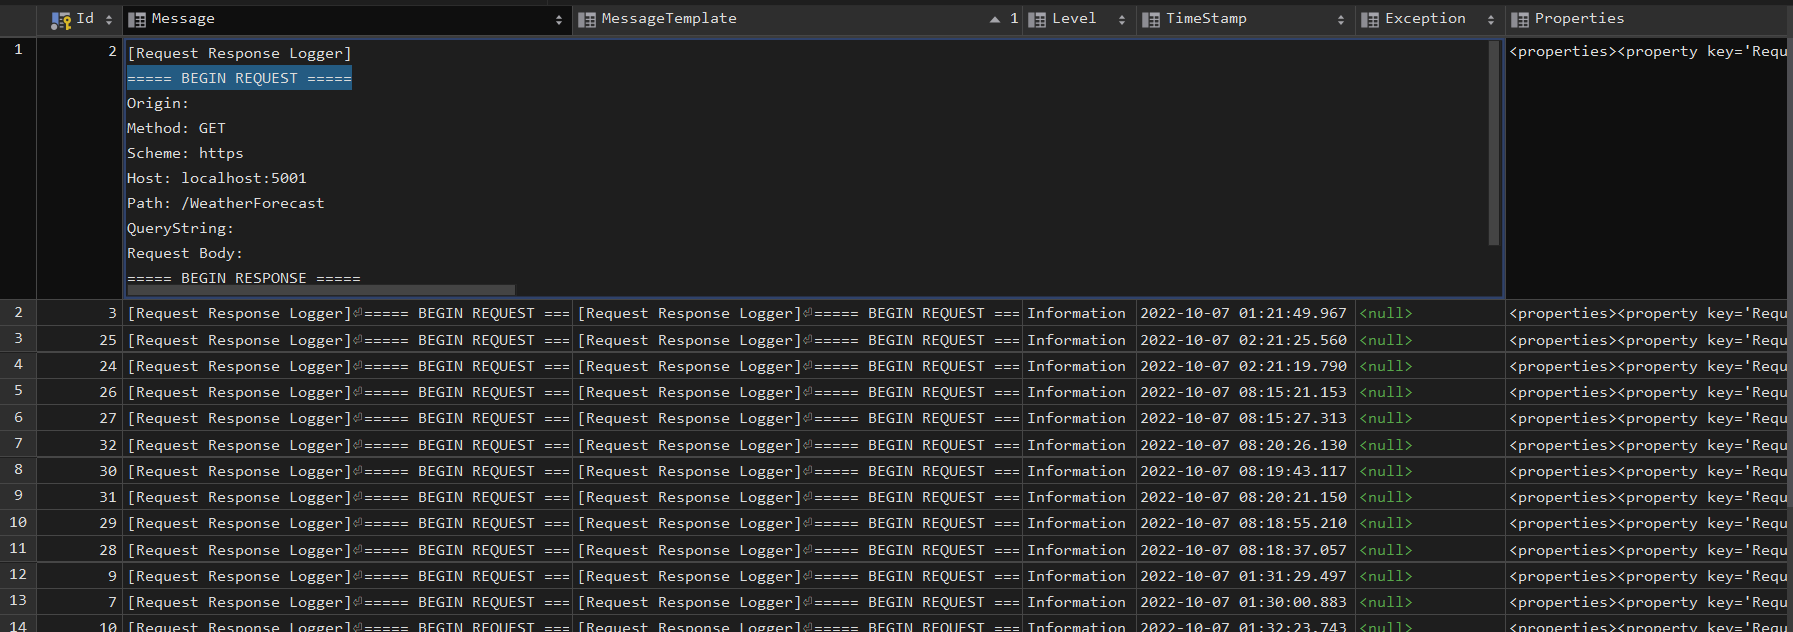 Id Message MessageTemplate 1 Level TimeStamp Exception Properties
1 2 [Request Response Logger] <properties><property key='Requ
===== BEGIN REQUEST =====
Origin:
Method: GET
Scheme: https
Host: localhost:5001
Path: /WeatherForecast
QueryString:
Request Body:
===== BEGIN RESPONSE =====
2 3 [Request Response Logger]⏎===== BEGIN REQUEST === [Request Response Logger]⏎===== BEGIN REQUEST === Information 2022-10-07 01:21:49.967 <null> <properties><property key='Requ
3 25 [Request Response Logger]⏎===== BEGIN REQUEST === [Request Response Logger]⏎===== BEGIN REQUEST === Information 2022-10-07 02:21:25.560 <null> <properties><property key='Requ
4 24 [Request Response Logger]⏎===== BEGIN REQUEST === [Request Response Logger]⏎===== BEGIN REQUEST === Information 2022-10-07 02:21:19.790 <null> <properties><property key='Requ
5 26 [Request Response Logger]⏎===== BEGIN REQUEST === [Request Response Logger]⏎===== BEGIN REQUEST === Information 2022-10-07 08:15:21.153 <null> <properties><property key='Requ
6 27 [Request Response Logger]⏎===== BEGIN REQUEST === [Request Response Logger]⏎===== BEGIN REQUEST === Information 2022-10-07 08:15:27.313 <null> <properties><property key='Requ
7 32 [Request Response Logger]⏎===== BEGIN REQUEST === [Request Response Logger]⏎===== BEGIN REQUEST === Information 2022-10-07 08:20:26.130 <null> <properties><property key='Requ
8 30 [Request Response Logger]⏎===== BEGIN REQUEST === [Request Response Logger]⏎===== BEGIN REQUEST === Information 2022-10-07 08:19:43.117 <null> <properties><property key='Requ
9 31 [Request Response Logger]⏎===== BEGIN REQUEST === [Request Response Logger]⏎===== BEGIN REQUEST === Information 2022-10-07 08:20:21.150 <null> <properties><property key='Requ
10 29 [Request Response Logger]⏎===== BEGIN REQUEST === [Request Response Logger]⏎===== BEGIN REQUEST === Information 2022-10-07 08:18:55.210 <null> <properties><property key='Requ
11 28 [Request Response Logger]⏎===== BEGIN REQUEST === [Request Response Logger]⏎===== BEGIN REQUEST === Information 2022-10-07 08:18:37.057 <null> <properties><property key='Requ
12 9 [Request Response Logger]⏎===== BEGIN REQUEST === [Request Response Logger]⏎===== BEGIN REQUEST === Information 2022-10-07 01:31:29.497 <null> <properties><property key='Requ
13 7 [Request Response Logger]⏎===== BEGIN REQUEST === [Request Response Logger]⏎===== BEGIN REQUEST === Information 2022-10-07 01:30:00.883 <null> <properties><property key='Requ
14 10 [Request Response Logger]⏎===== BEGIN REQUEST === [Request Response Logger]⏎===== BEGIN REQUEST === Information 2022-10-07 01:32:23.743 <null> <properties><property key='Requ